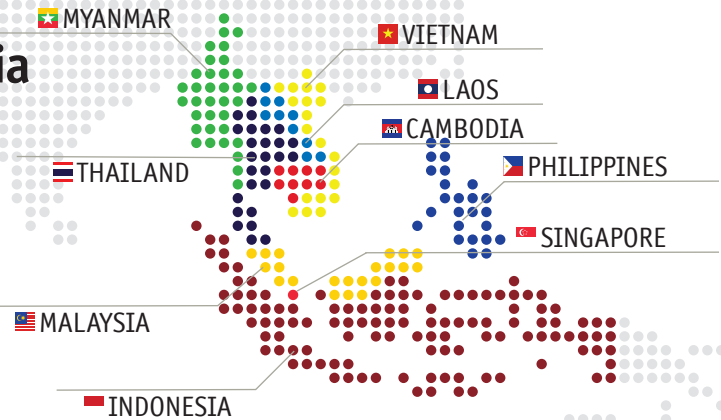 MYANMAR
VIETNAM
ia
LAOS
CAMBODIA
THAILAND
PHILIPPINES
SINGAPORE
MALAYSIA
INDONESIA